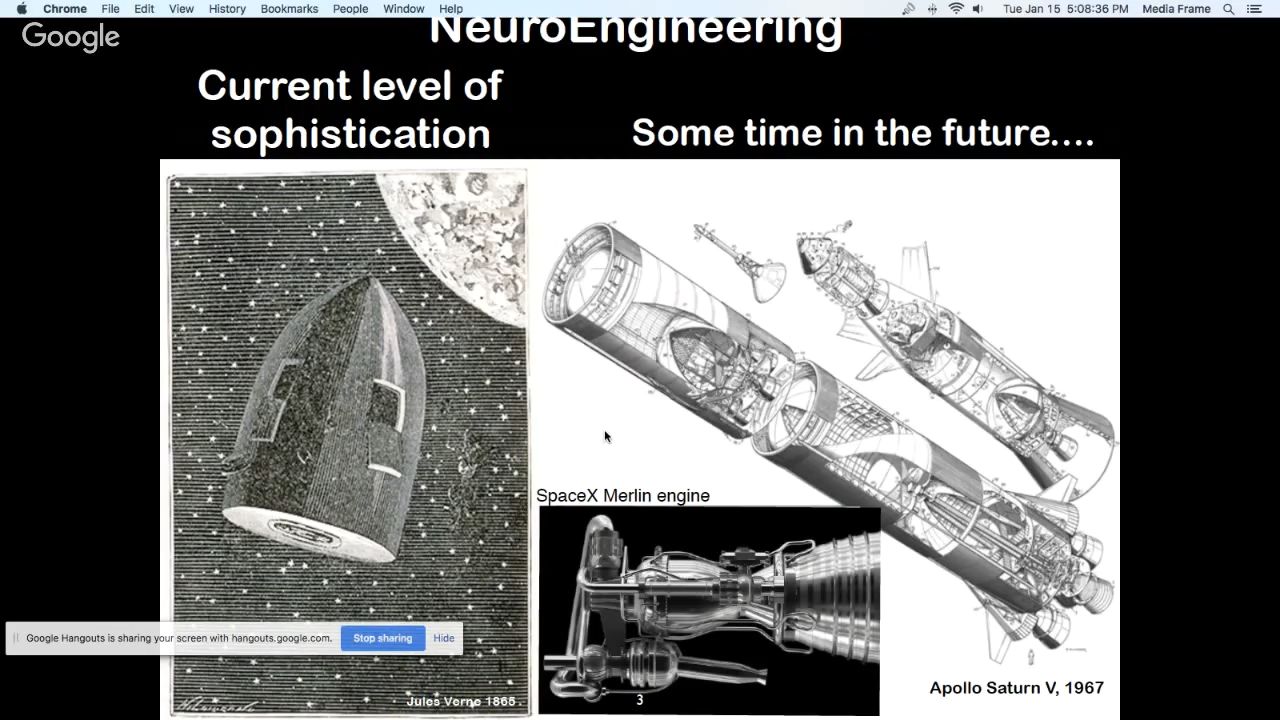 Chrome File Edit View History Bookmarks People Window Help Tue Jan 15 5:08:36 PM Media Frame
Google
NeuroEngineering
Current level of
sophistication
Some time in the future....
SpaceX Merlin engine
Google Hangouts is sharing your screen with hangouts.google.com. Stop sharing Hide
Jules Verne 1865
3
Apollo Saturn V, 1967